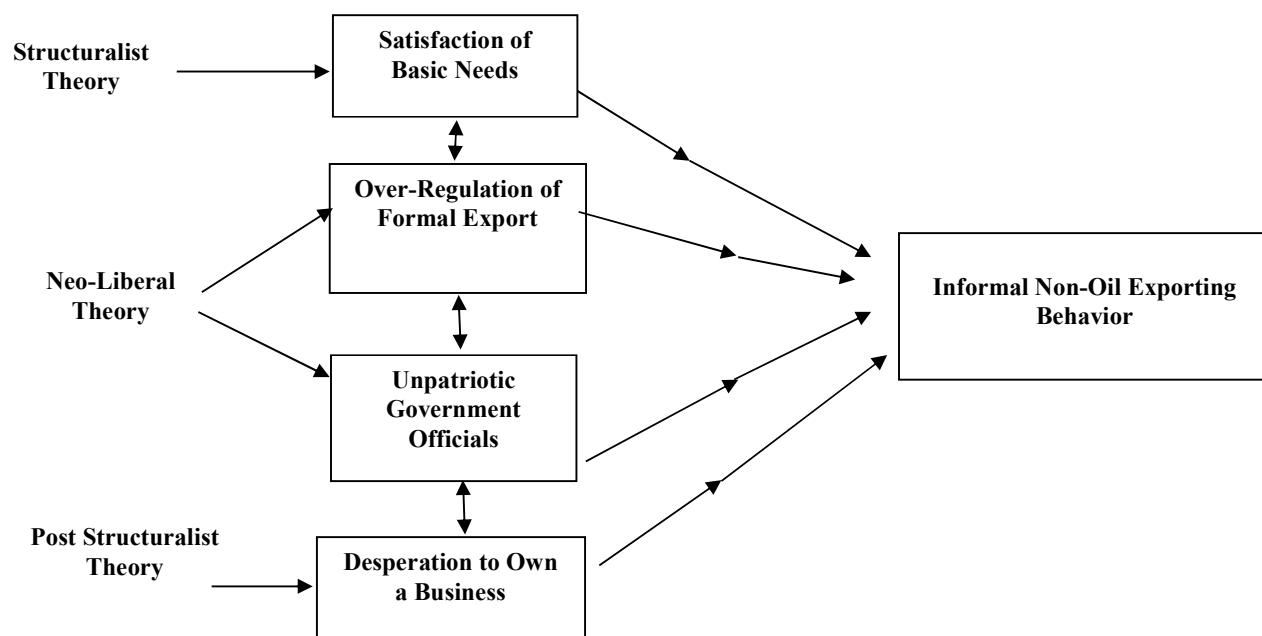 Structuralist
Theory
Satisfaction of
Basic Needs
Over-Regulation of
Formal Export
Neo-Liberal
Theory
Unpatriotic
Government
Officials
Post Structuralist
Theory
Desperation to Own
a Business
Informal Non-Oil Exporting
Behavior